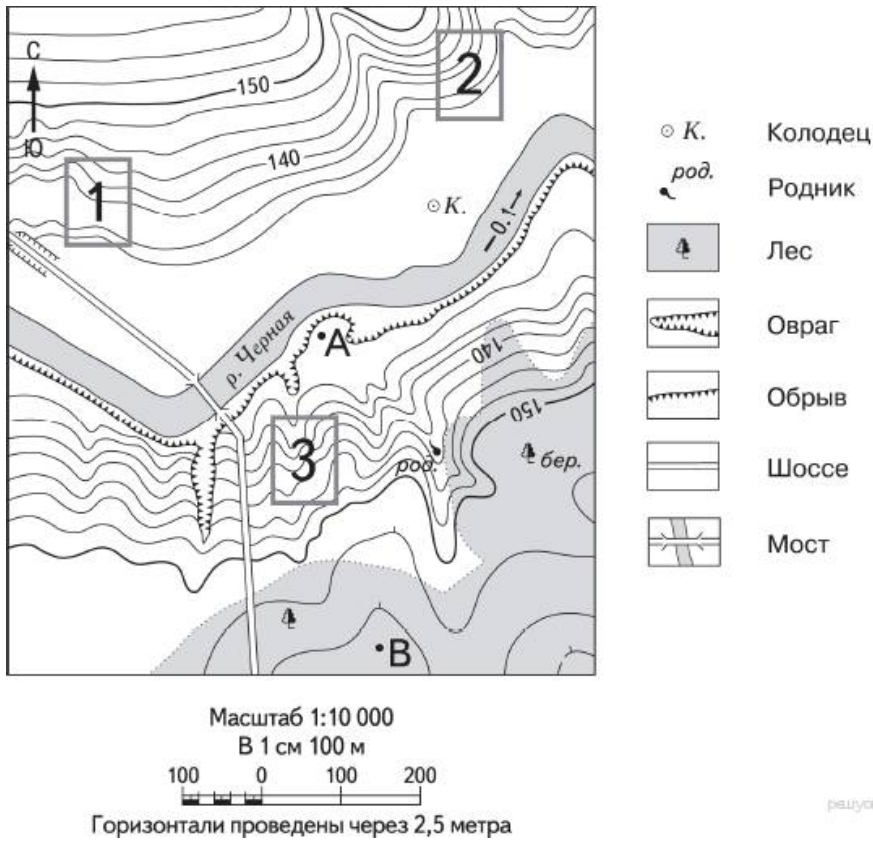 С
Ю
150
140
1
2
К.
0.1
р. Черная
А
140
150
3
род.
бер.
В
К.
Колодец
род.
Родник
Лес
Овраг
Обрыв
Шоссе
Мост
Масштаб 1:10 000
В 1 см 100 м
100 0 100 200
Горизонтали проведены через 2,5 метра